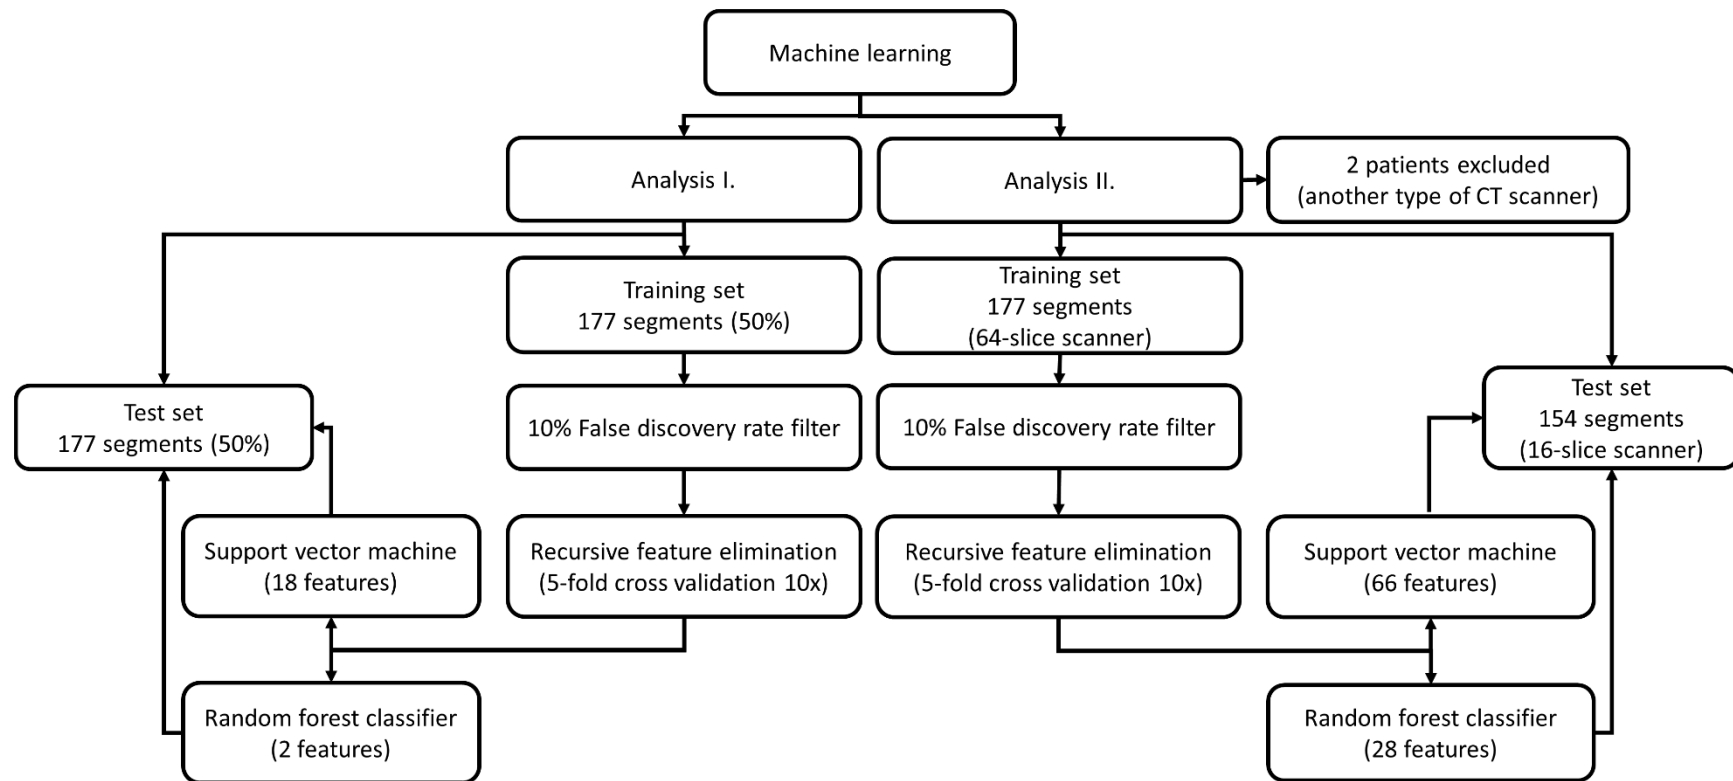 Machine learning
Analysis I.
Analysis II.
2 patients excluded
(another type of CT scanner)
Training set
177 segments (50%)
Training set
177 segments
(64-slice scanner)
Test set
177 segments (50%)
10% False discovery rate filter
10% False discovery rate filter
Test set
154 segments
(16-slice scanner)
Support vector machine
(18 features)
Recursive feature elimination
(5-fold cross validation 10x)
Recursive feature elimination
(5-fold cross validation 10x)
Support vector machine
(66 features)
Random forest classifier
(2 features)
Random forest classifier
(28 features)